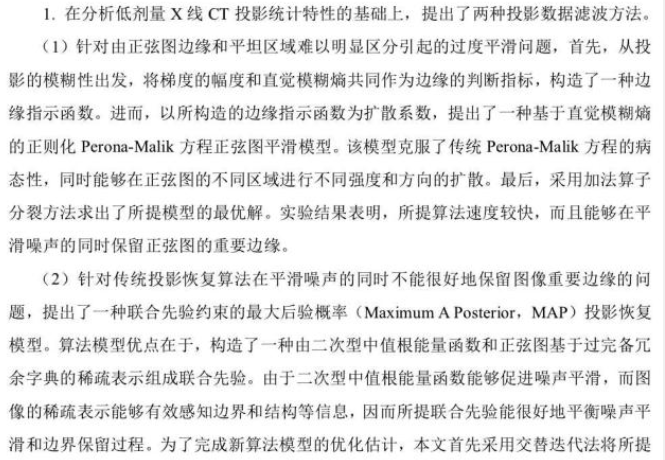 1. 在分析低剂量 X 线 CT 投影统计特性的基础上，提出了两种投影数据滤波方法。
（1）针对由正弦图边缘和平坦区域难以明显区分引起的过度平滑问题，首先，从投
影的模糊性出发，将梯度的幅度和直觉模糊熵共同作为边缘的判断指标，构造了一种边
缘指示函数。进而，以所构造的边缘指示函数为扩散系数，提出了一种基于直觉模糊熵
的正则化 Perona-Malik 方程正弦图平滑模型。该模型克服了传统 Perona-Malik 方程的病
态性，同时能够在正弦图的不同区域进行不同强度和方向的扩散。最后，采用加法算子
分裂方法求出了所提模型的最优解。实验结果表明，所提算法速度较快，而且能够在平
滑噪声的同时保留正弦图的重要边缘。
（2）针对传统投影恢复算法在平滑噪声的同时不能很好地保留图像重要边缘的问
题，提出了一种联合先验约束的最大后验概率（Maximum A Posterior，MAP）投影恢复
模型。算法模型优点在于，构造了一种由二次型中值根能量函数和正弦图基于过完备冗
余字典的稀疏表示组成联合先验。由于二次型中值根能量函数能够促进噪声平滑，而图
像的稀疏表示能够有效感知边界和结构等信息，因而所提联合先验能很好地平衡噪声平
滑和边界保留过程。为了完成新算法模型的优化估计，本文首先采用交替迭代法将所提